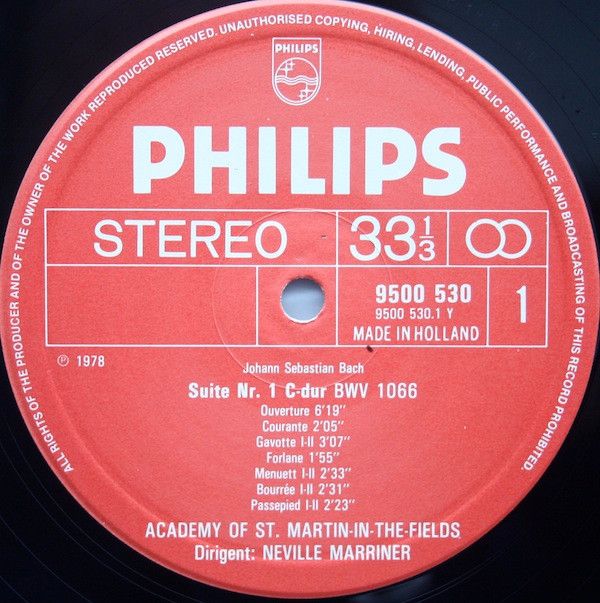 ALL RIGHTS OF THE PRODUCER AND OF THE OWNER OF THE WORK REPRODUCED RESERVED. UNAUTHORISED COPYING, HIRING, LENDING, PUBLIC PERFORMANCE AND BROADCASTING OF THIS RECORD PROHIBITED.
PHILIPS
PHILIPS
STEREO 33 1/3
9500 530
9500 530.1 Y
1
MADE IN HOLLAND
℗ 1978
Johann Sebastian Bach
Suite Nr. 1 C-dur BWV 1066
Ouverture 6'19"
Courante 2'05"
Gavotte I-II 3'07"
Forlane 1'55"
Menuett I-II 2'33"
Bourrée I-II 2'31"
Passepied I-II 2'23"
ACADEMY OF ST. MARTIN-IN-THE-FIELDS
Dirigent: NEVILLE MARRINER